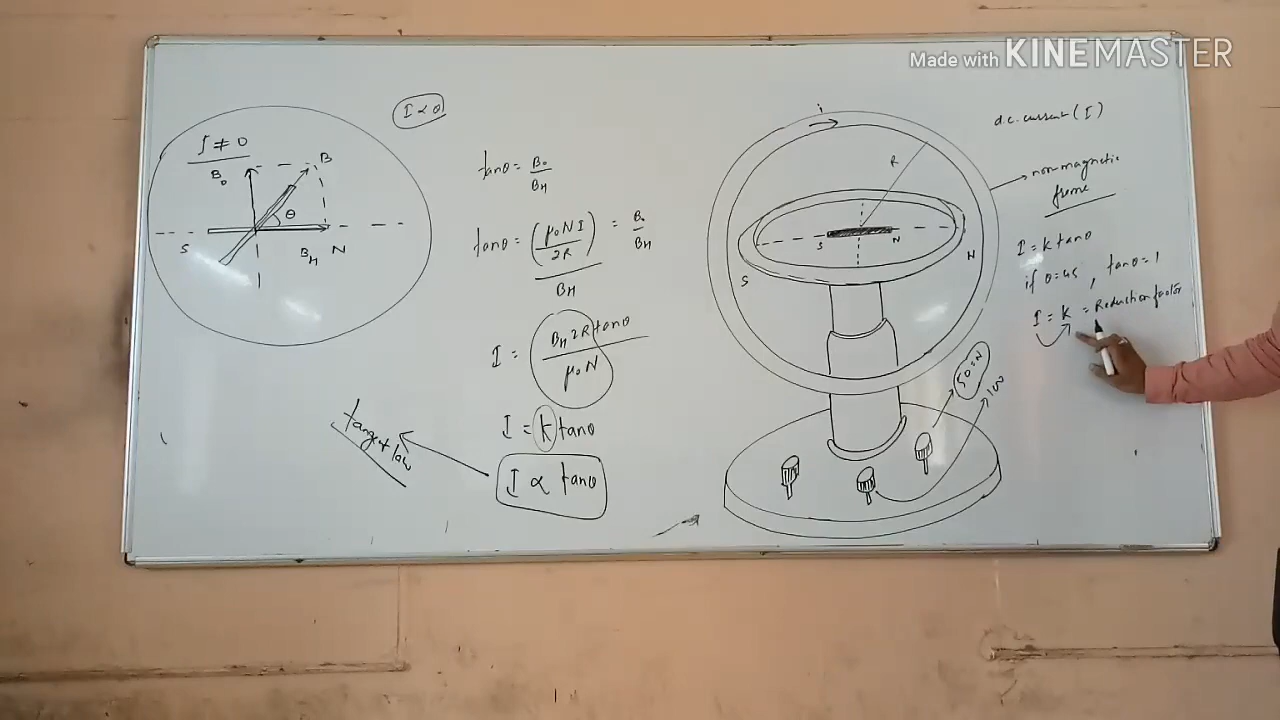 Made with KINEMASTER
I ∝ θ
I ≠ 0
B₀
B
θ
S
B_H
N
tanθ = B₀/B_H
tanθ = (μ₀NI/2R)/B_H = B₀/B_H
I = B_H 2R tanθ/μ₀N
I = k tanθ
I ∝ tanθ
tangent law
i
R
S
N
S
N
50=N
100
d.c. current (I)
non-magnetic
frame
I = k tanθ
if θ=45, tanθ=1
I = k = Reduction factor